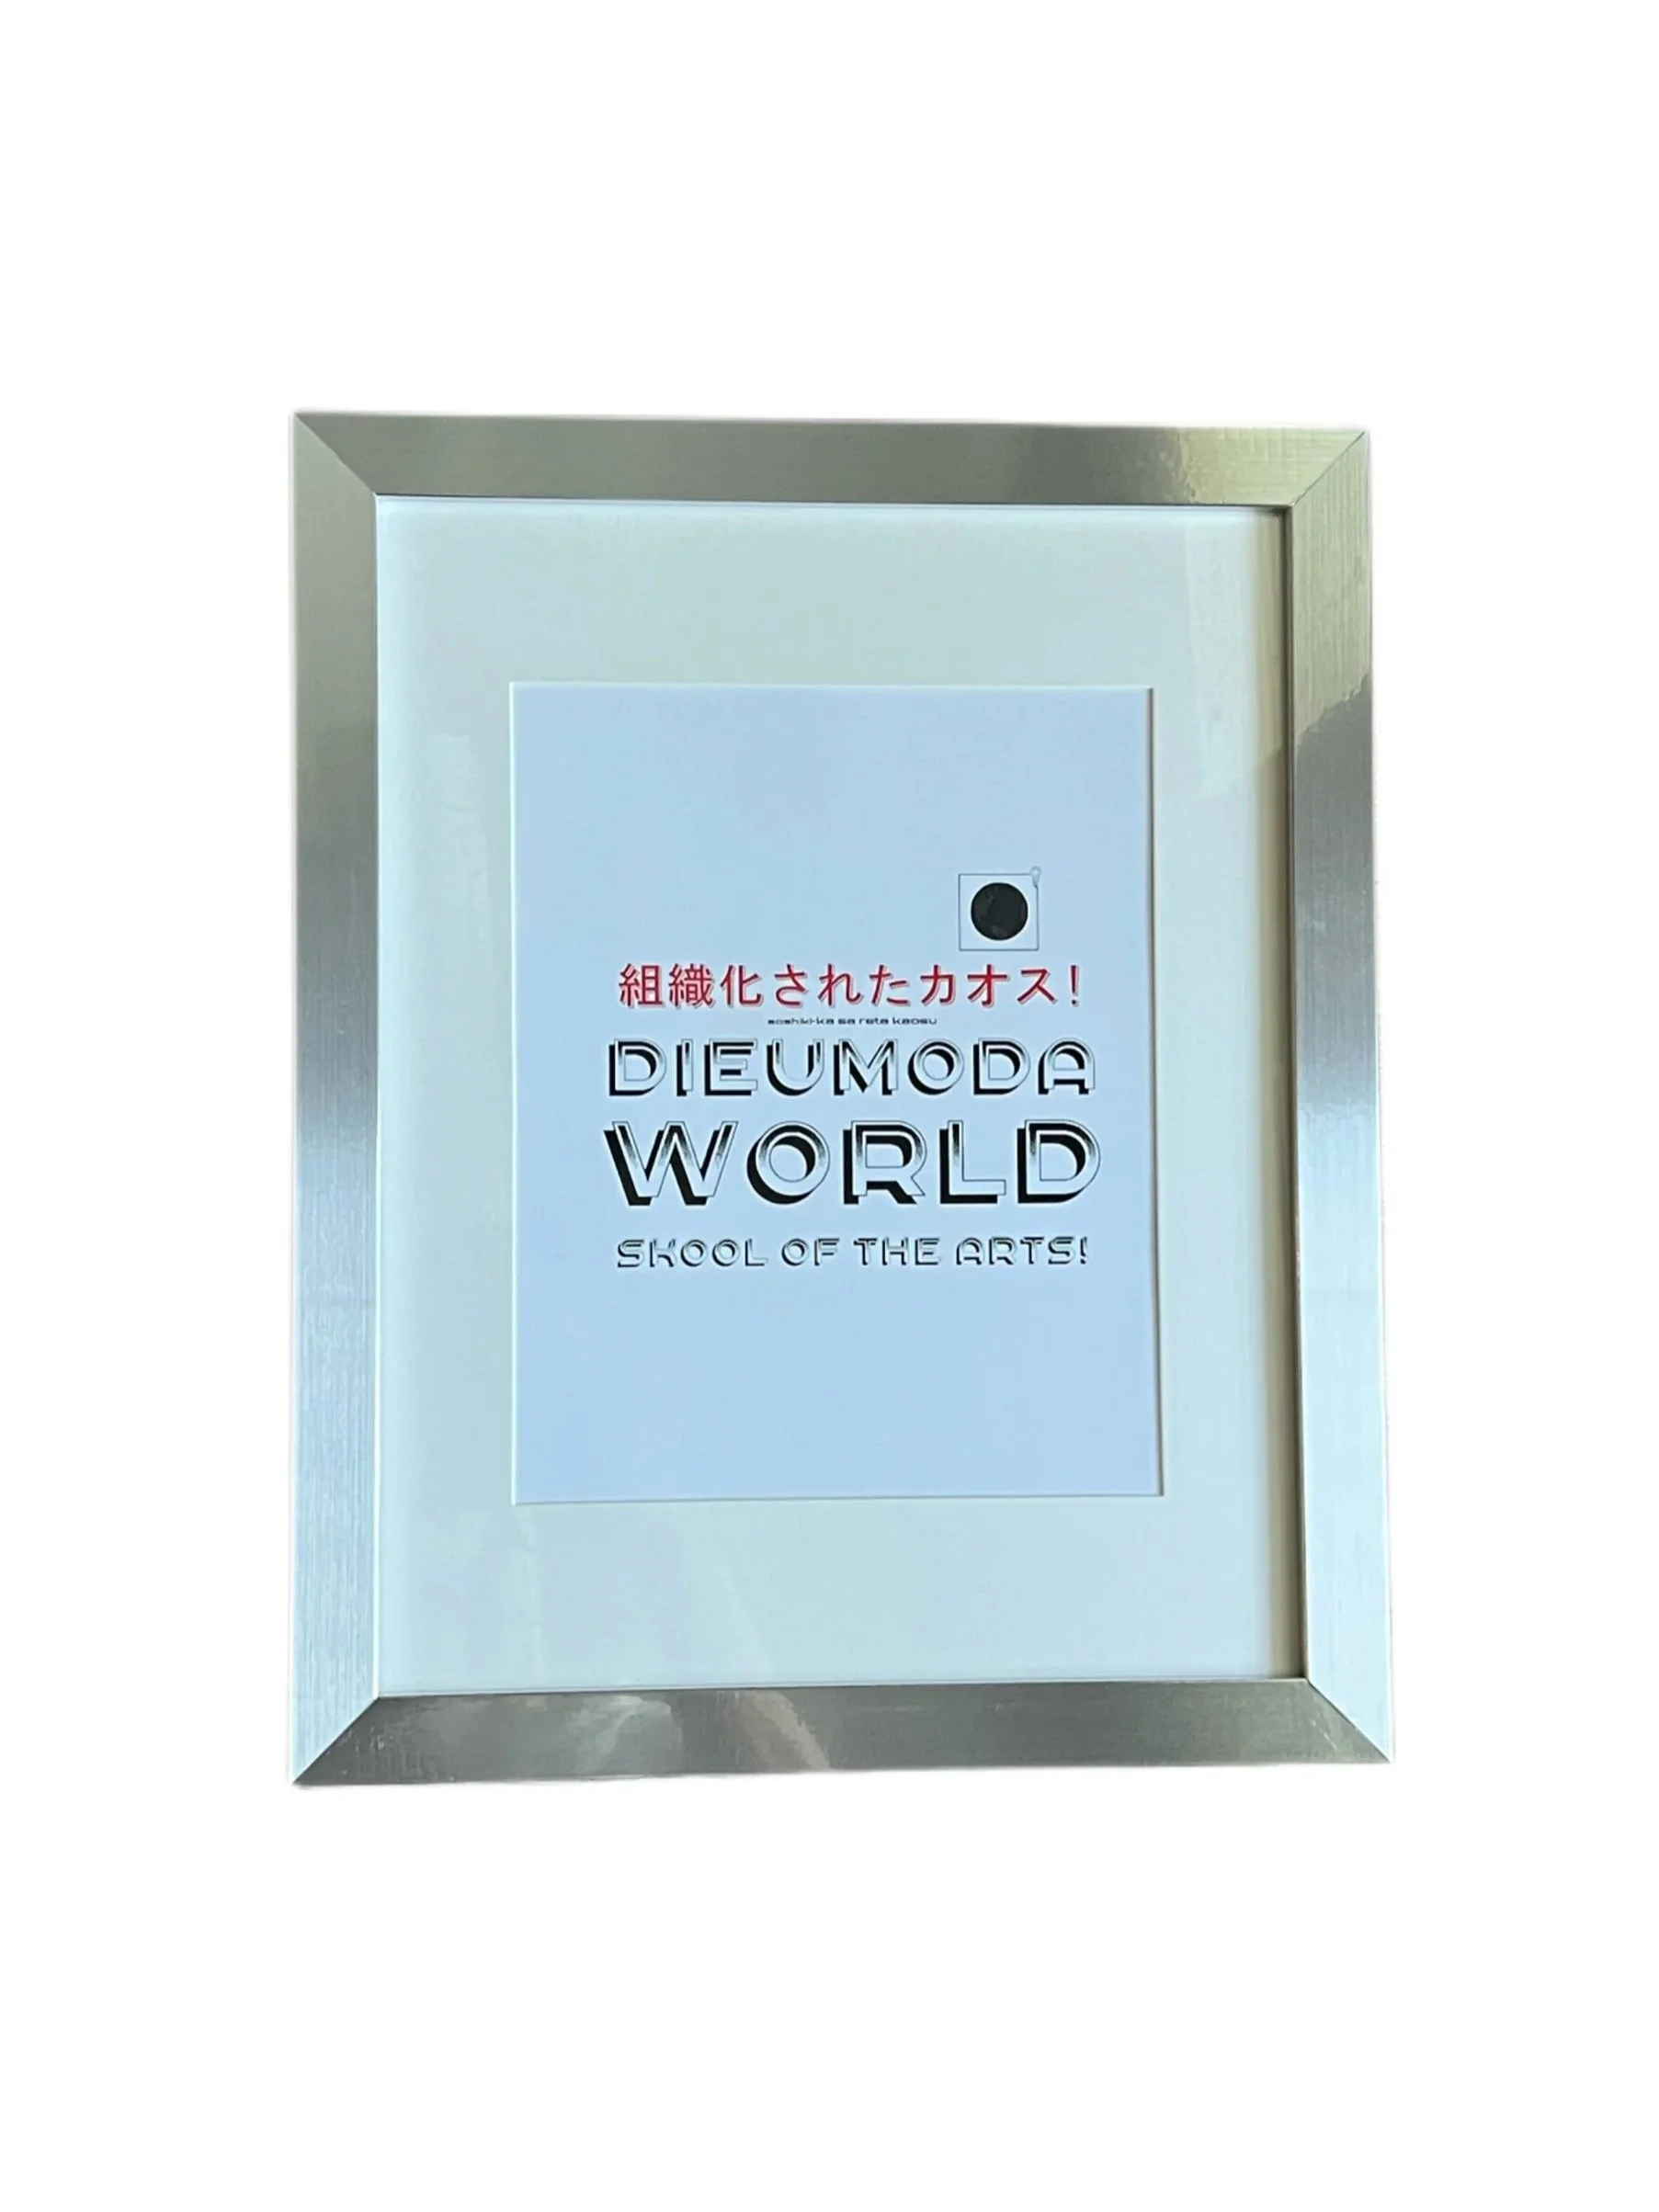 組織化されたカオス!
soshiki-ka sa reta kaosu
DIEUMODA
WORLD
SKOOL OF THE ARTS!